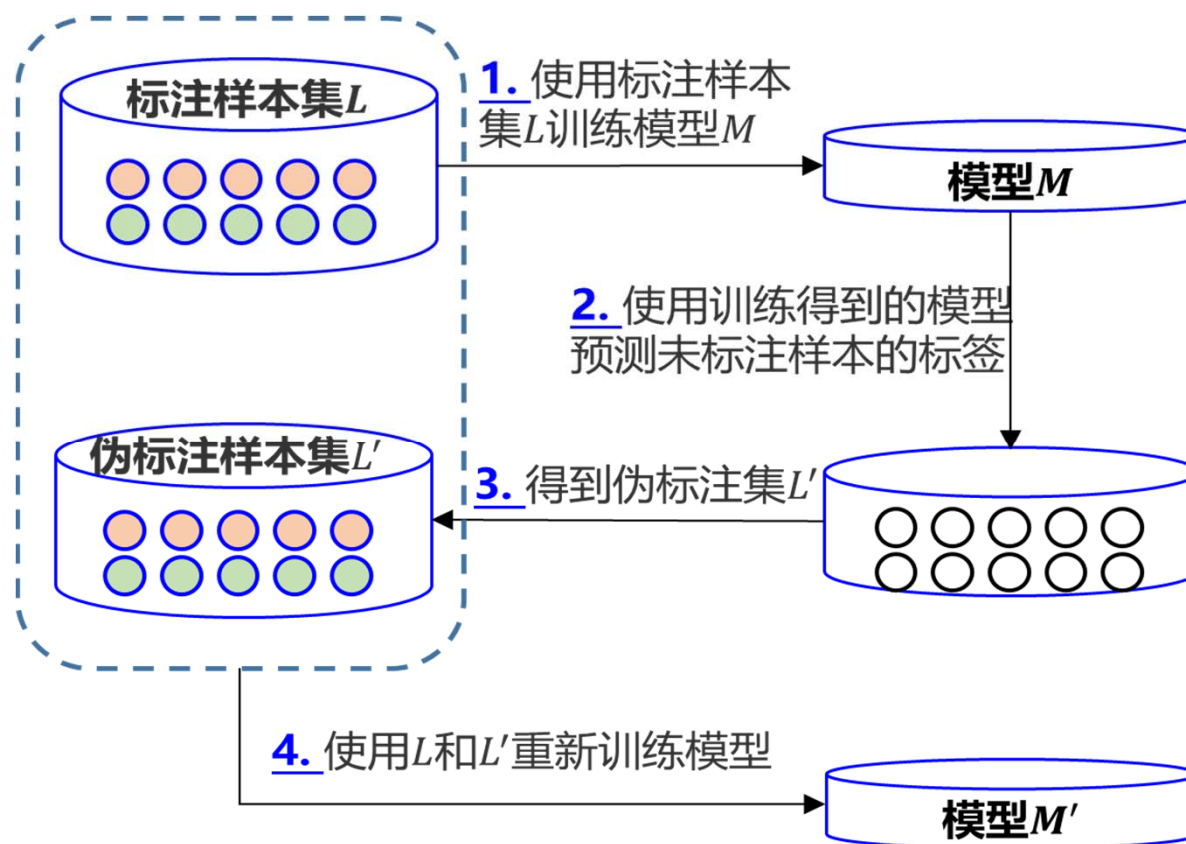 标注样本集L
1. 使用标注样本
集L训练模型M
模型M
2. 使用训练得到的模型
预测未标注样本的标签
伪标注样本集L′
3. 得到伪标注集L′
4. 使用L和L′重新训练模型
模型M′